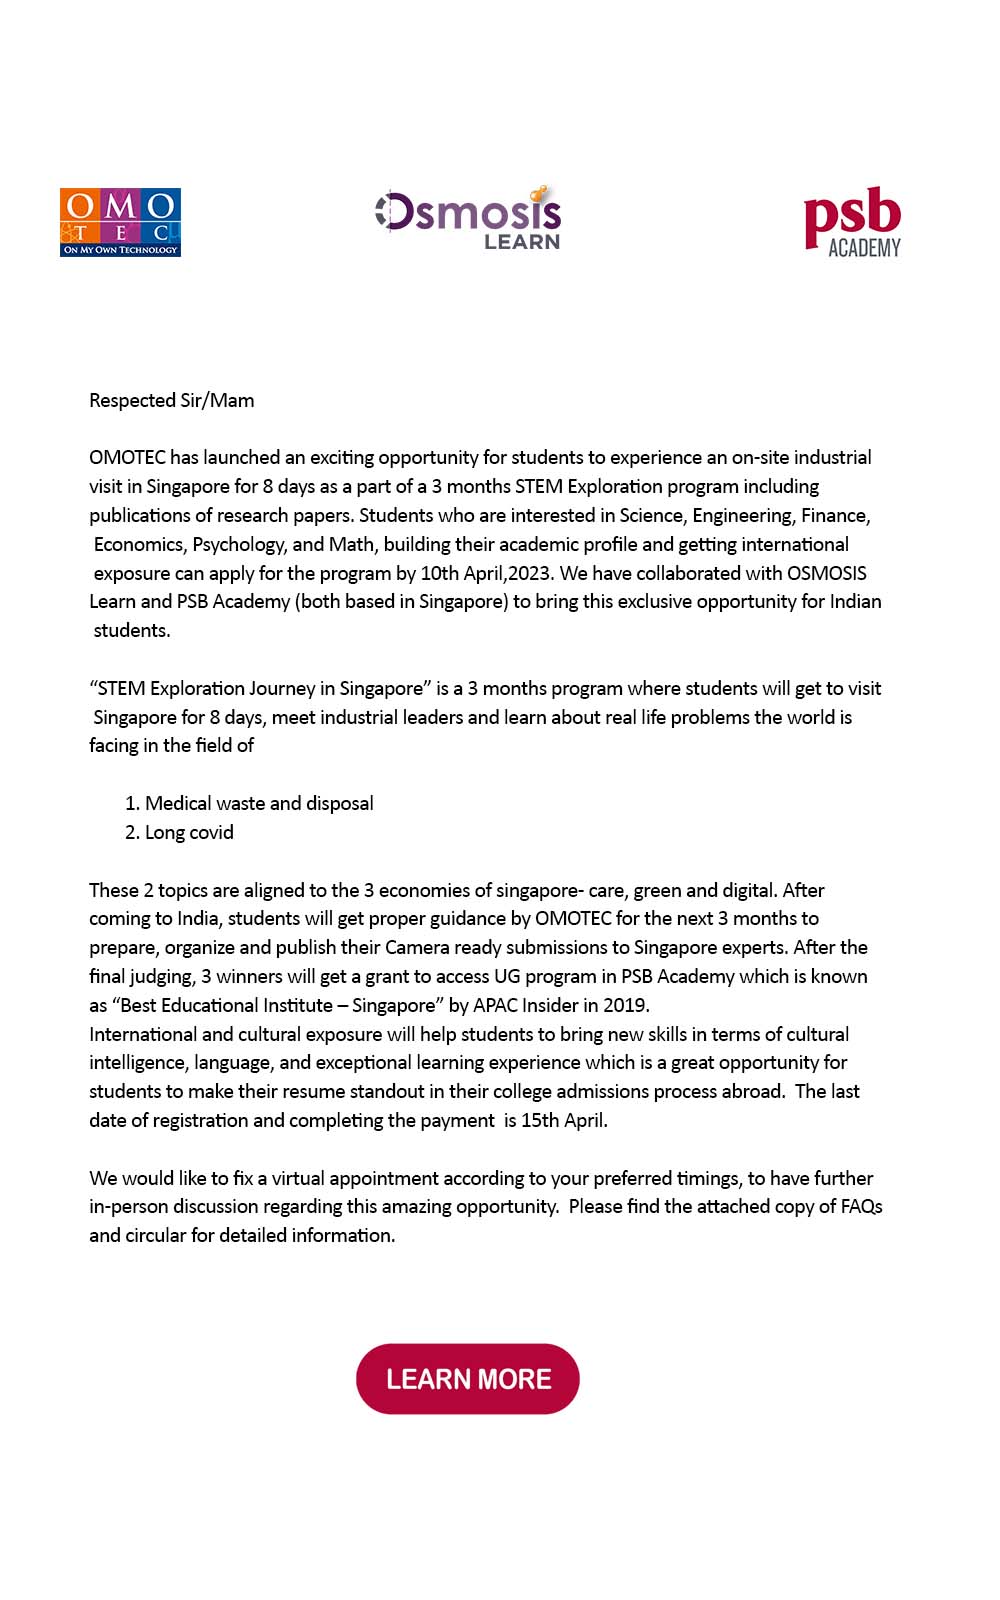 OMO
TEC
ON MY OWN TECHNOLOGY
Osmosis
LEARN
psb
ACADEMY
Respected Sir/Mam
OMOTEC has launched an exciting opportunity for students to experience an on-site industrial
visit in Singapore for 8 days as a part of a 3 months STEM Exploration program including
publications of research papers. Students who are interested in Science, Engineering, Finance,
Economics, Psychology, and Math, building their academic profile and getting international
exposure can apply for the program by 10th April,2023. We have collaborated with OSMOSIS
Learn and PSB Academy (both based in Singapore) to bring this exclusive opportunity for Indian
students.
“STEM Exploration Journey in Singapore” is a 3 months program where students will get to visit
Singapore for 8 days, meet industrial leaders and learn about real life problems the world is
facing in the field of
1. Medical waste and disposal
2. Long covid
These 2 topics are aligned to the 3 economies of singapore- care, green and digital. After
coming to India, students will get proper guidance by OMOTEC for the next 3 months to
prepare, organize and publish their Camera ready submissions to Singapore experts. After the
final judging, 3 winners will get a grant to access UG program in PSB Academy which is known
as “Best Educational Institute – Singapore” by APAC Insider in 2019.
International and cultural exposure will help students to bring new skills in terms of cultural
intelligence, language, and exceptional learning experience which is a great opportunity for
students to make their resume standout in their college admissions process abroad.  The last
date of registration and completing the payment  is 15th April.
We would like to fix a virtual appointment according to your preferred timings, to have further
in-person discussion regarding this amazing opportunity.  Please find the attached copy of FAQs
and circular for detailed information.
LEARN MORE